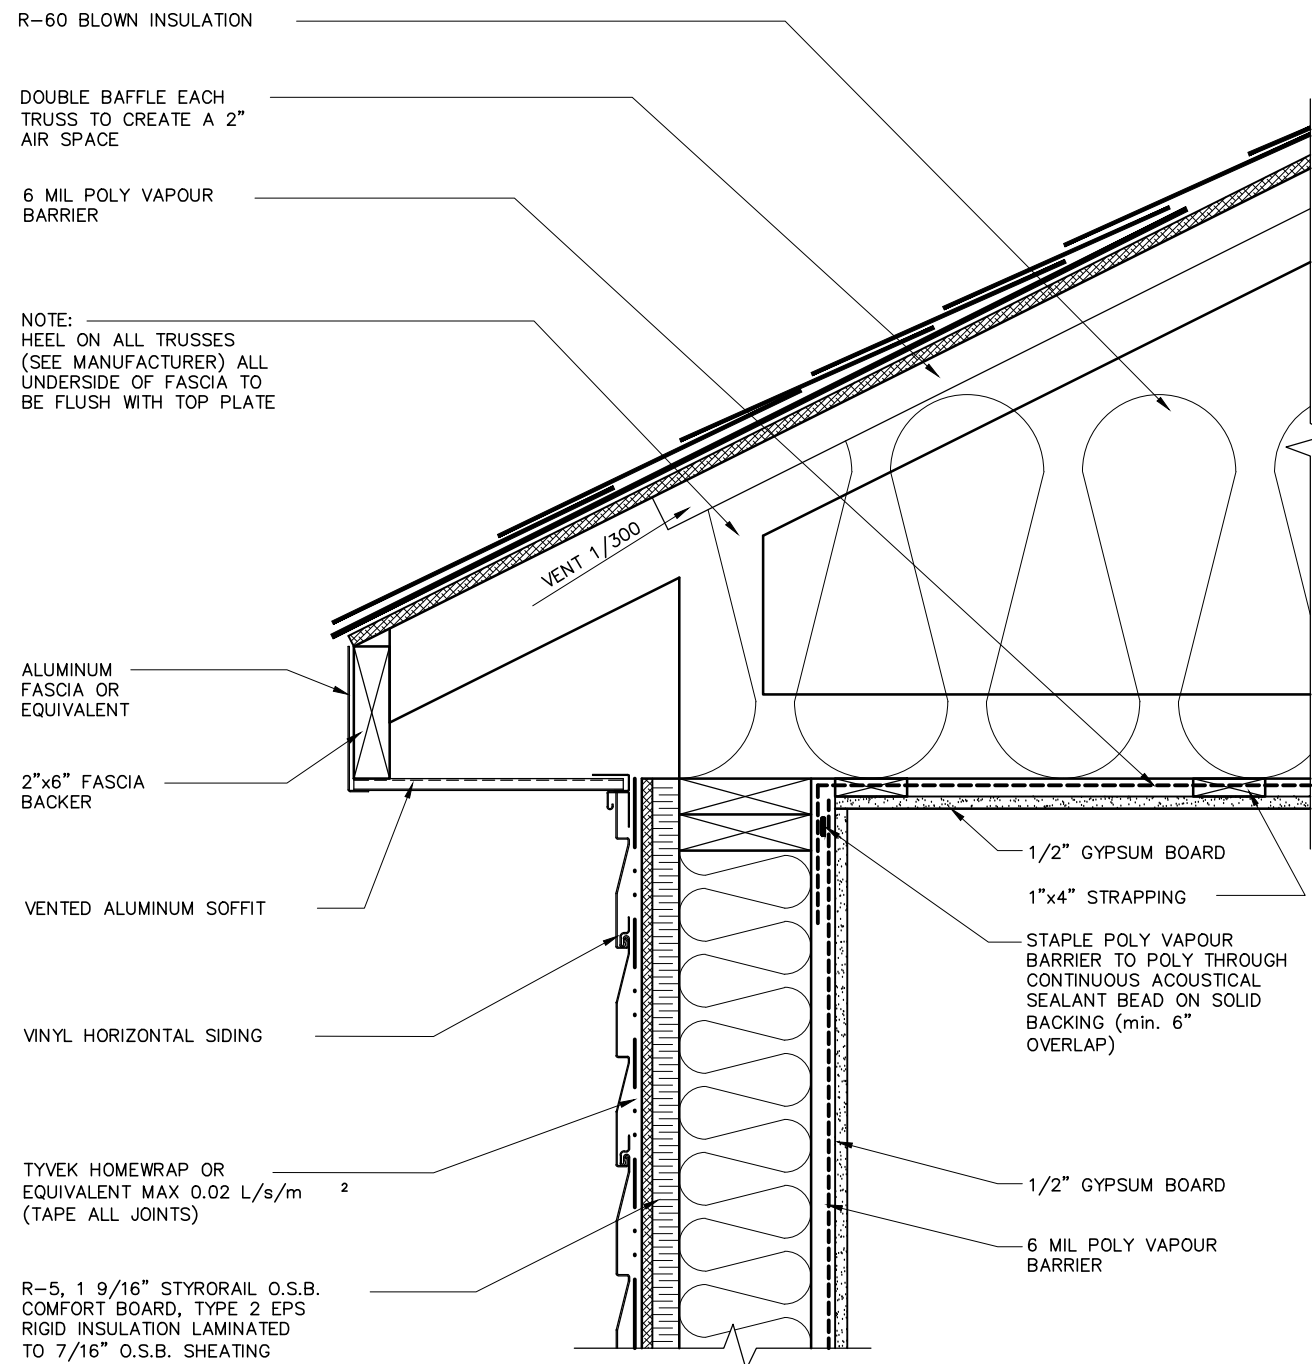 R-60 BLOWN INSULATION
DOUBLE BAFFLE EACH
TRUSS TO CREATE A 2"
AIR SPACE
6 MIL POLY VAPOUR
BARRIER
NOTE:
HEEL ON ALL TRUSSES
(SEE MANUFACTURER) ALL
UNDERSIDE OF FASCIA TO
BE FLUSH WITH TOP PLATE
VENT 1/300
ALUMINUM
FASCIA OR
EQUIVALENT
2"x6" FASCIA
BACKER
VENTED ALUMINUM SOFFIT
VINYL HORIZONTAL SIDING
TYVEK HOMEWRAP OR
EQUIVALENT MAX 0.02 L/s/m 2
(TAPE ALL JOINTS)
R-5, 1 9/16" STYRORAIL O.S.B.
COMFORT BOARD, TYPE 2 EPS
RIGID INSULATION LAMINATED
TO 7/16" O.S.B. SHEATING
1/2" GYPSUM BOARD
1"x4" STRAPPING
STAPLE POLY VAPOUR
BARRIER TO POLY THROUGH
CONTINUOUS ACOUSTICAL
SEALANT BEAD ON SOLID
BACKING (min. 6"
OVERLAP)
1/2" GYPSUM BOARD
6 MIL POLY VAPOUR
BARRIER